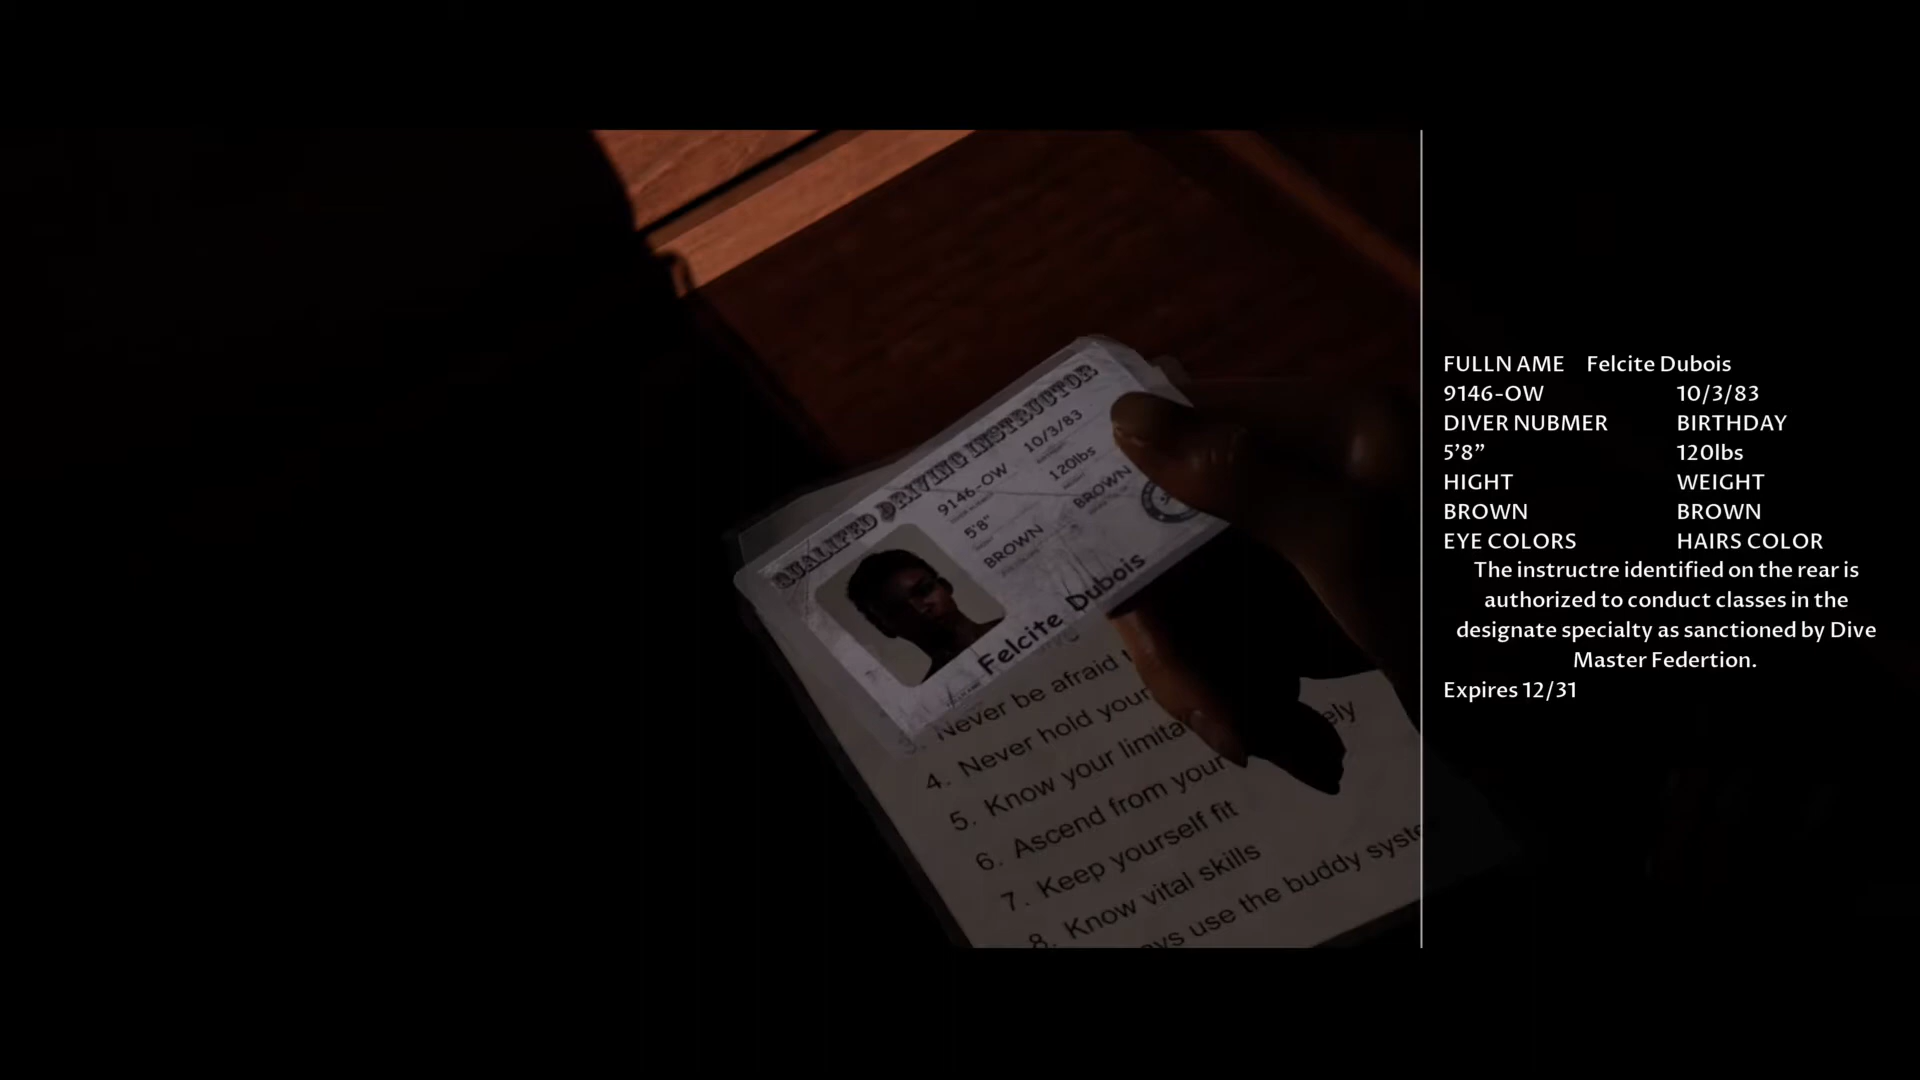 QUALIFED DRIVING INSTRUCTOR
9146-OW 10/3/83
5'8" 120lbs
BROWN BROWN
Felcite Dubois
3. Never be afraid
4. Never hold your
5. Know your
6. Ascend from your
7. Keep yourself fit
8. Know vital skills
use the buddy
FULLN AME Felcite Dubois
9146-OW 10/3/83
DIVER NUBMER BIRTHDAY
5’8” 120lbs
HIGHT WEIGHT
BROWN BROWN
EYE COLORS HAIRS COLOR
The instructre identified on the rear is
authorized to conduct classes in the
designate specialty as sanctioned by Dive
Master Federtion.
Expires 12/31